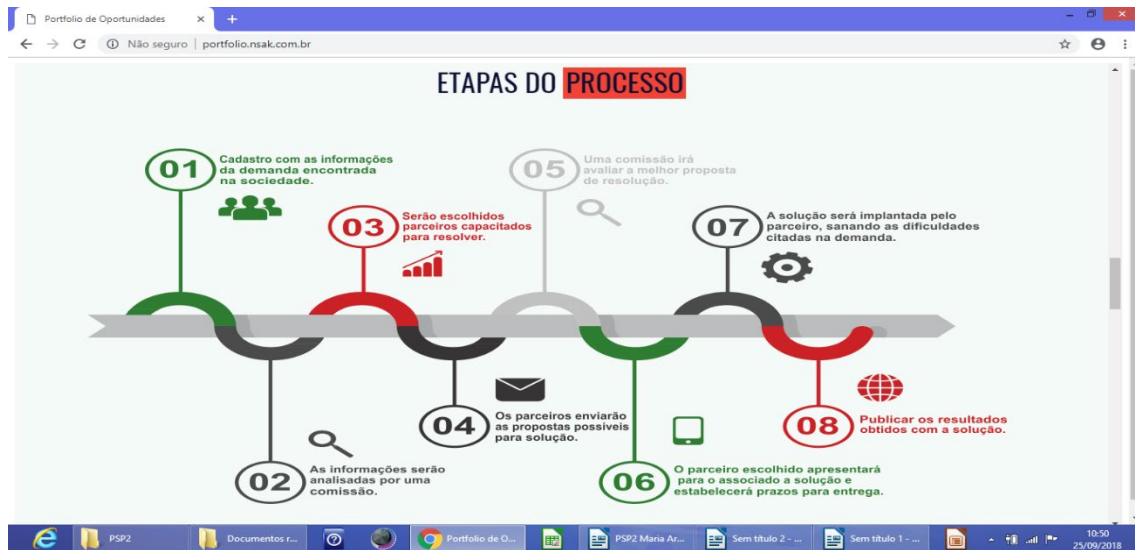 Portfolio de Oportunidades
Não seguro | portfolio.nsak.com.br
ETAPAS DO PROCESSO
01
Cadastro com as informações
da demanda encontrada
na sociedade.
02
As informações serão
analisadas por uma
comissão.
03
Serão escolhidos
parceiros capacitados
para resolver.
04
Os parceiros enviarão
as propostas possíveis
para solução.
05
Uma comissão irá
avaliar a melhor proposta
de resolução.
06
O parceiro escolhido apresentará
para o associado a solução e
estabelecerá prazos para entrega.
07
A solução será implantada pelo
parceiro, sanando as dificuldades
citadas na demanda.
08
Publicar os resultados
obtidos com a solução.
PSP2
Documentos r...
Portfolio de O...
PSP2 Maria Ar...
Sem título 2 - ...
Sem título 1 - ...
10:50
25/09/2018